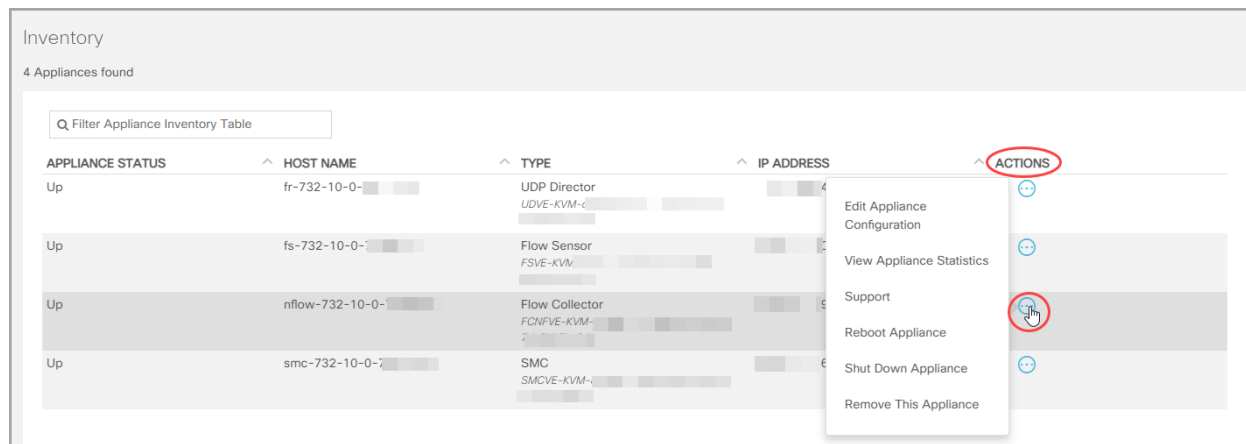 Inventory
4 Appliances found
Filter Appliance Inventory Table
APPLIANCE STATUS HOST NAME TYPE IP ADDRESS ACTIONS
Up fr-732-10-0- UDP Director
UDVE-KVM-
Up fs-732-10-0- Flow Sensor
FSVE-KVM
Up nflow-732-10-0- Flow Collector
FCNFVE-KVM-
Up smc-732-10-0- SMC
SMCVE-KVM-
Edit Appliance
Configuration
View Appliance Statistics
Support
Reboot Appliance
Shut Down Appliance
Remove This Appliance